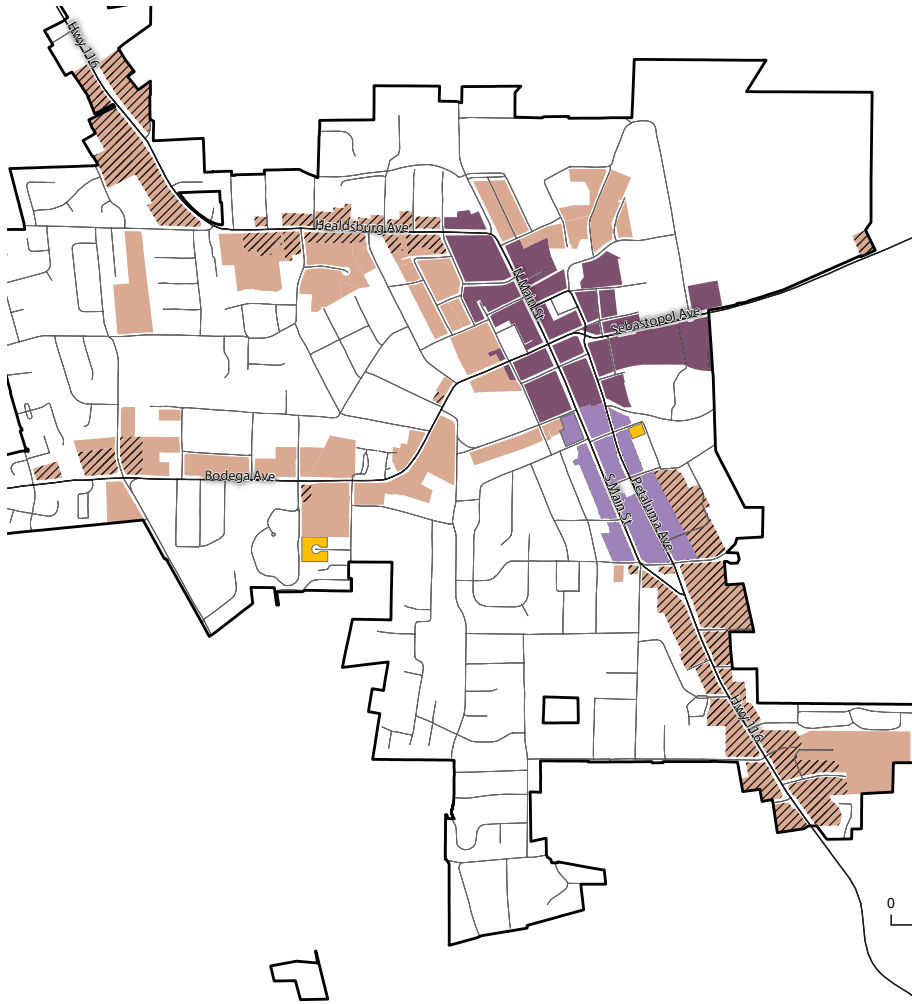 Hwy 116
Healdsburg Ave
N Main St
Sebastopol Ave
Bodega Ave
S Main St
Petaluma Ave
Hwy 116
0